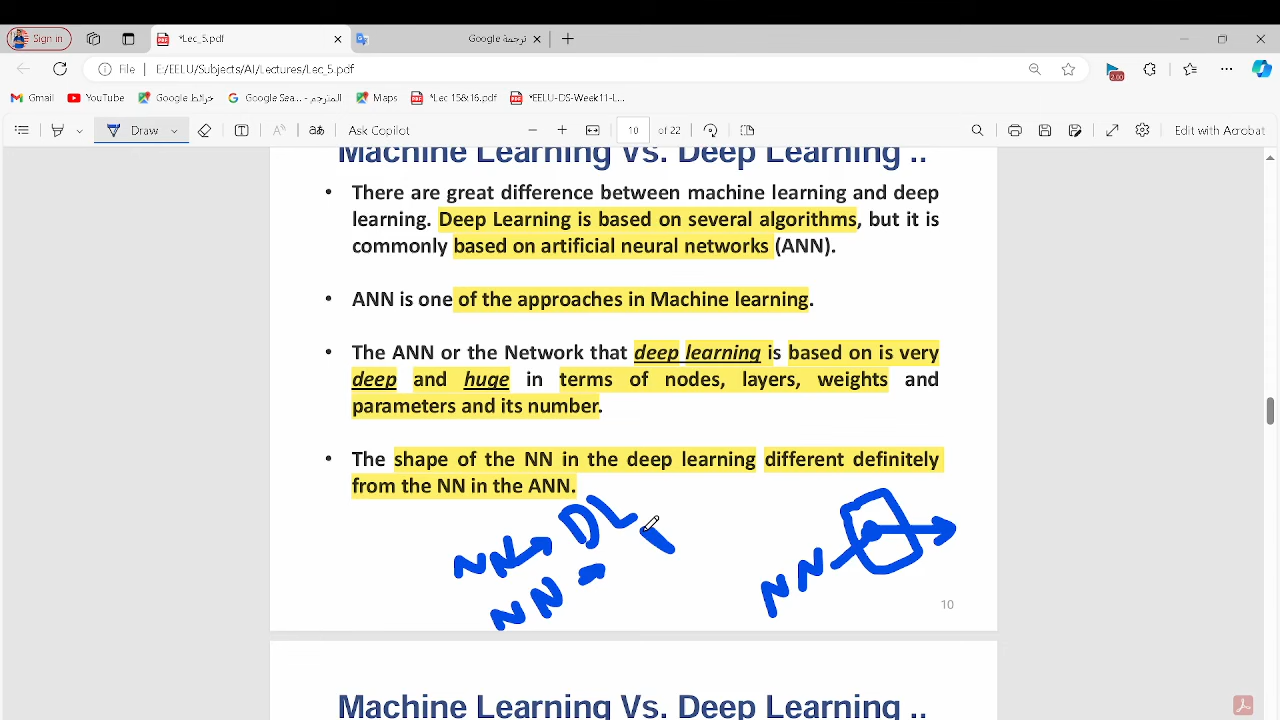 Sign in
*Lec_5.pdf
ترجمة Google
File
E:/EELU/Subjects/AI/Lectures/Lec_5.pdf
2.00
Gmail
YouTube
Maps
*Lec 15&16.pdf
*EELU-DS-Week11-L...
Draw
Ask Copilot
10 of 22
Edit with Acrobat
Machine Learning Vs. Deep Learning ..
• There are great difference between machine learning and deep
learning. Deep Learning is based on several algorithms, but it is
commonly based on artificial neural networks (ANN).
• ANN is one of the approaches in Machine learning.
• The ANN or the Network that deep learning is based on is very
deep and huge in terms of nodes, layers, weights and
parameters and its number.
• The shape of the NN in the deep learning different definitely
from the NN in the ANN.
NN → DL
NN
NN
10
Machine Learning Vs. Deep Learning ..